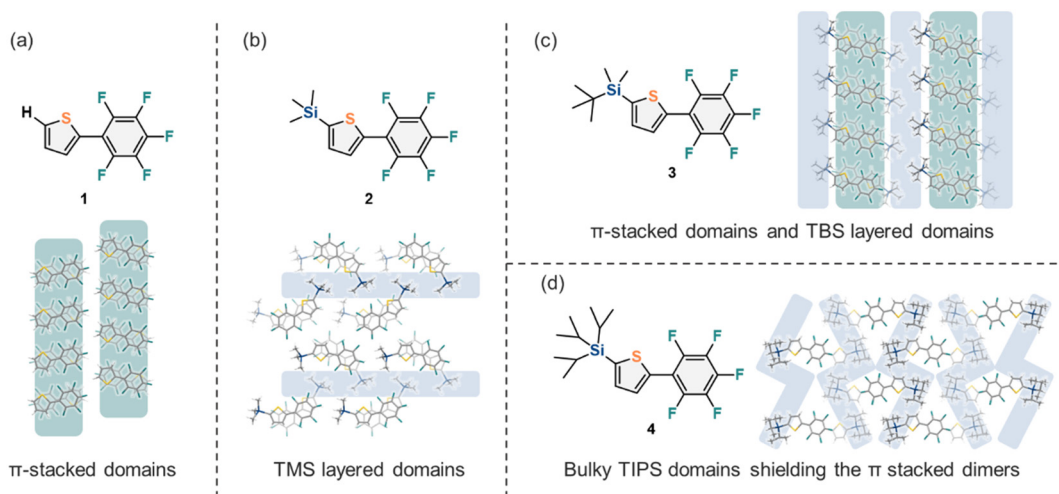 (a)
H
S
F
F
F
F
F
1
π-stacked domains
(b)
Si
S
F
F
F
F
F
2
TMS layered domains
(c)
Si
S
F
F
F
F
F
3
π-stacked domains and TBS layered domains
(d)
Si
S
F
F
F
F
F
4
Bulky TIPS domains shielding the π stacked dimers